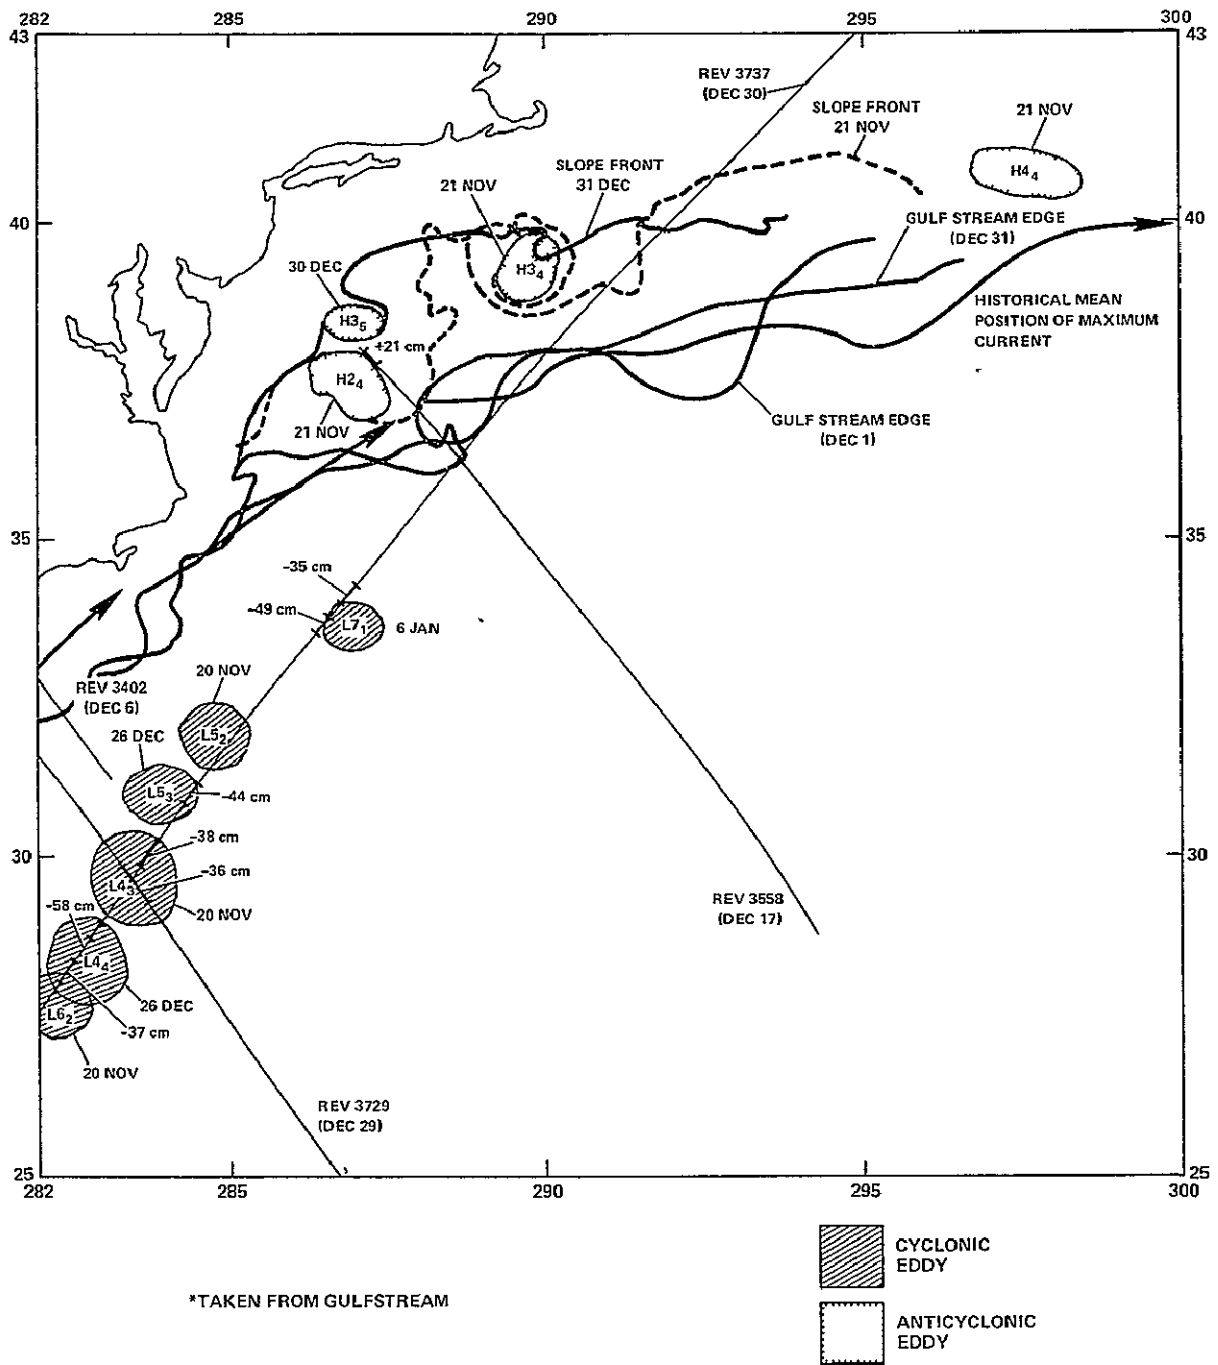 282
285
290
295
300
43
43
REV 3737
(DEC 30)
SLOPE FRONT
21 NOV
21 NOV
H4₄
SLOPE FRONT
31 DEC
21 NOV
40
40
GULF STREAM EDGE
(DEC 31)
H3₄
30 DEC
HISTORICAL MEAN
POSITION OF MAXIMUM
CURRENT
H3₅
+21 cm
H2₄
21 NOV
GULF STREAM EDGE
(DEC 1)
35
35
-35 cm
-49 cm
L7₁
6 JAN
20 NOV
REV 3402
(DEC 6)
L5₂
26 DEC
L5₃
-44 cm
-38 cm
30
30
-36 cm
L4₃
-58 cm
20 NOV
REV 3558
(DEC 17)
L4₄
26 DEC
L6₂
-37 cm
20 NOV
REV 3729
(DEC 29)
25
25
282
285
290
295
300
CYCLONIC
EDDY
*TAKEN FROM GULFSTREAM
ANTICYCLONIC
EDDY